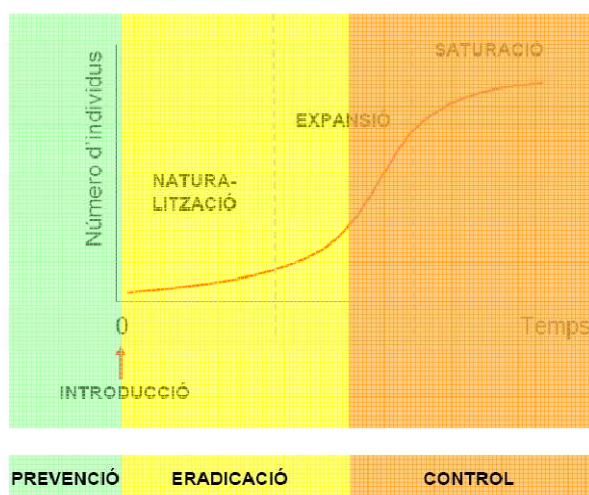 SATURACIÓ
EXPANSIÓ
Número d'individus
NATURA-
LITZACIÓ
0
Temps
INTRODUCCIÓ
PREVENCIÓ ERADICACIÓ CONTROL